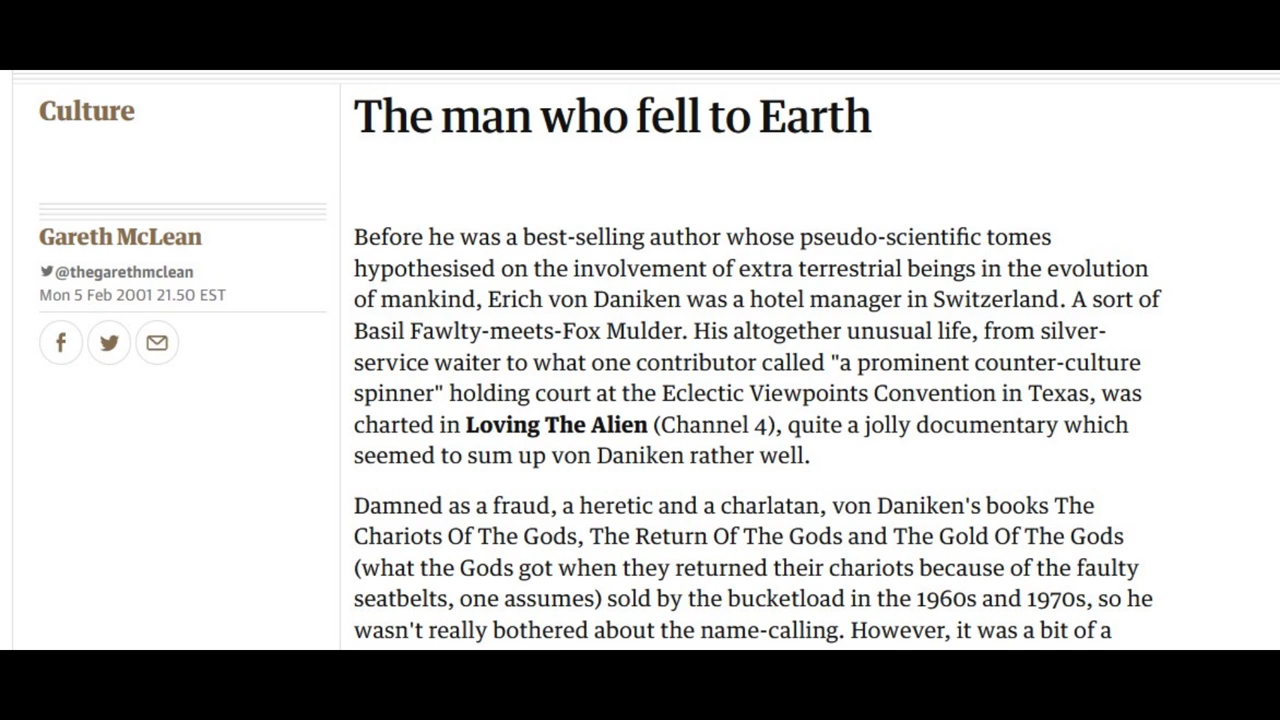 Culture
The man who fell to Earth
Gareth McLean
@thegarethmclean
Mon 5 Feb 2001 21.50 EST
Before he was a best-selling author whose pseudo-scientific tomes
hypothesised on the involvement of extra terrestrial beings in the evolution
of mankind, Erich von Daniken was a hotel manager in Switzerland. A sort of
Basil Fawlty-meets-Fox Mulder. His altogether unusual life, from silver-
service waiter to what one contributor called "a prominent counter-culture
spinner" holding court at the Eclectic Viewpoints Convention in Texas, was
charted in Loving The Alien (Channel 4), quite a jolly documentary which
seemed to sum up von Daniken rather well.
Damned as a fraud, a heretic and a charlatan, von Daniken's books The
Chariots Of The Gods, The Return Of The Gods and The Gold Of The Gods
(what the Gods got when they returned their chariots because of the faulty
seatbelts, one assumes) sold by the bucketload in the 1960s and 1970s, so he
wasn't really bothered about the name-calling. However, it was a bit of a